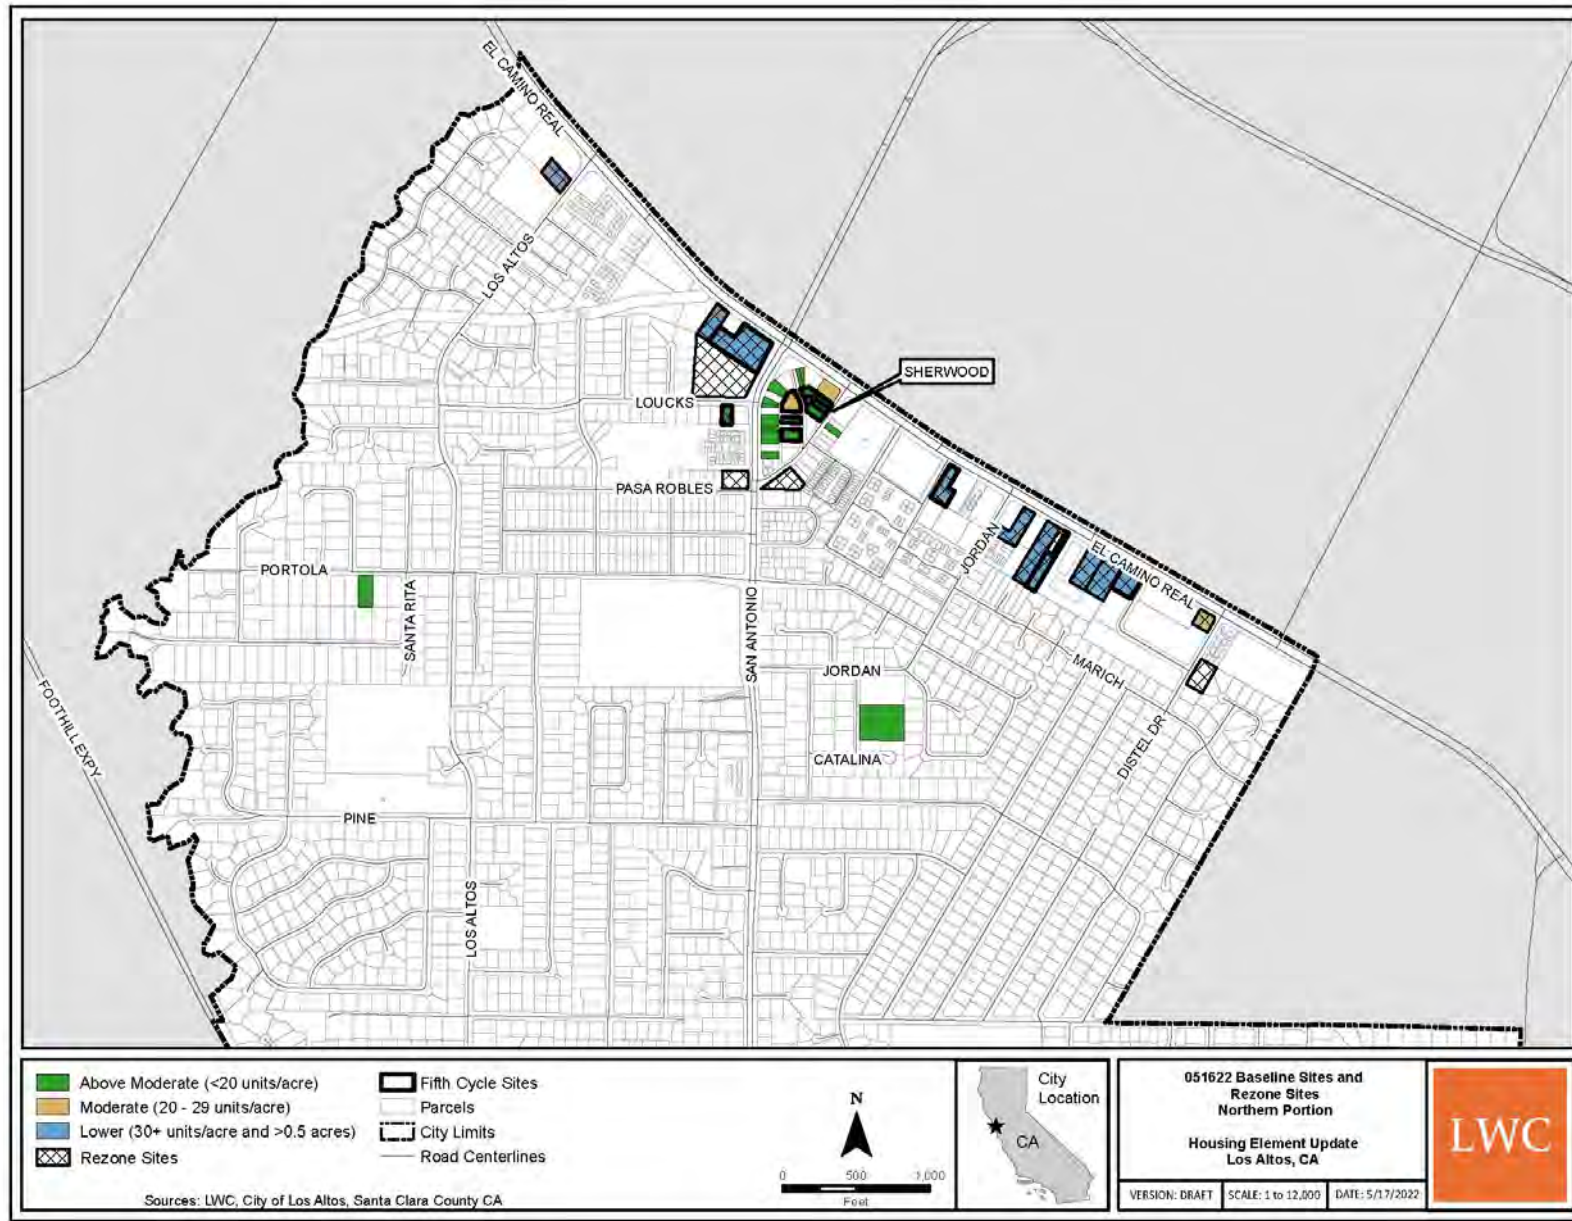 EL CAMINO REAL
LOS ALTOS
SHERWOOD
LOUCKS
PASA ROBLES
JORDAN
EL CAMINO REAL
PORTOLA
SANTA RITA
SAN ANTONIO
JORDAN
MARICH
FOOTHILL EXPY
DISTEL DR
CATALINA
PINE
LOS ALTOS
Above Moderate (<20 units/acre)
Moderate (20 - 29 units/acre)
Lower (30+ units/acre and >0.5 acres)
Rezone Sites
Fifth Cycle Sites
Parcels
City Limits
Road Centerlines
Sources: LWC, City of Los Altos, Santa Clara County CA
N
0 500 1,000
Feet
City
Location
CA
051622 Baseline Sites and
Rezone Sites
Northern Portion
Housing Element Update
Los Altos, CA
VERSION: DRAFT
SCALE: 1 to 12,000
DATE: 5/17/2022
LWC